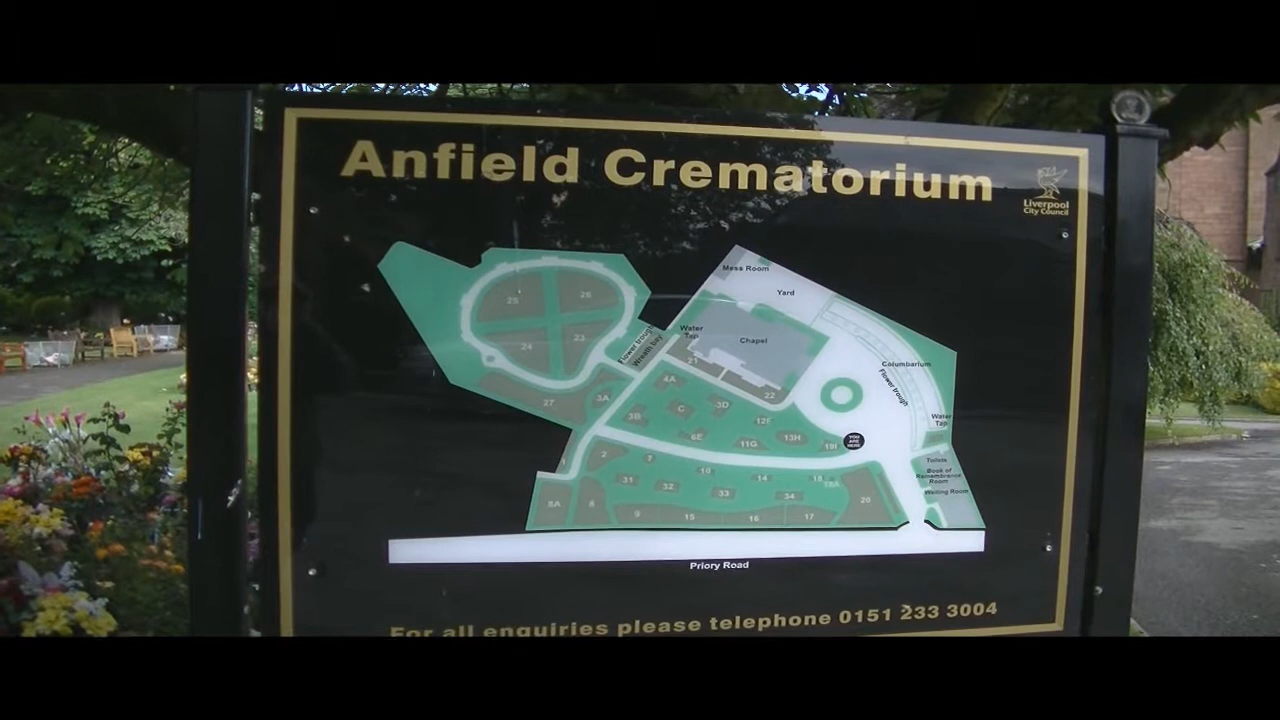 Anfield Crematorium
Liverpool
City Council
Mess Room
Yard
Water
Tap
Chapel
Flower trough
Wreath bay
Columbarium
Flower trough
Water
Tap
YOU
ARE
HERE
Toilets
Book of
Remembrance
Room
Waiting Room
25
26
24
23
27
3A
21
22
4A
3B
C
3D
6E
12F
11G
13H
19I
2
7
10
14
18
31
32
33
34
8A
8
9
15
16
17
20
Priory Road
For all enquiries please telephone 0151 233 3004